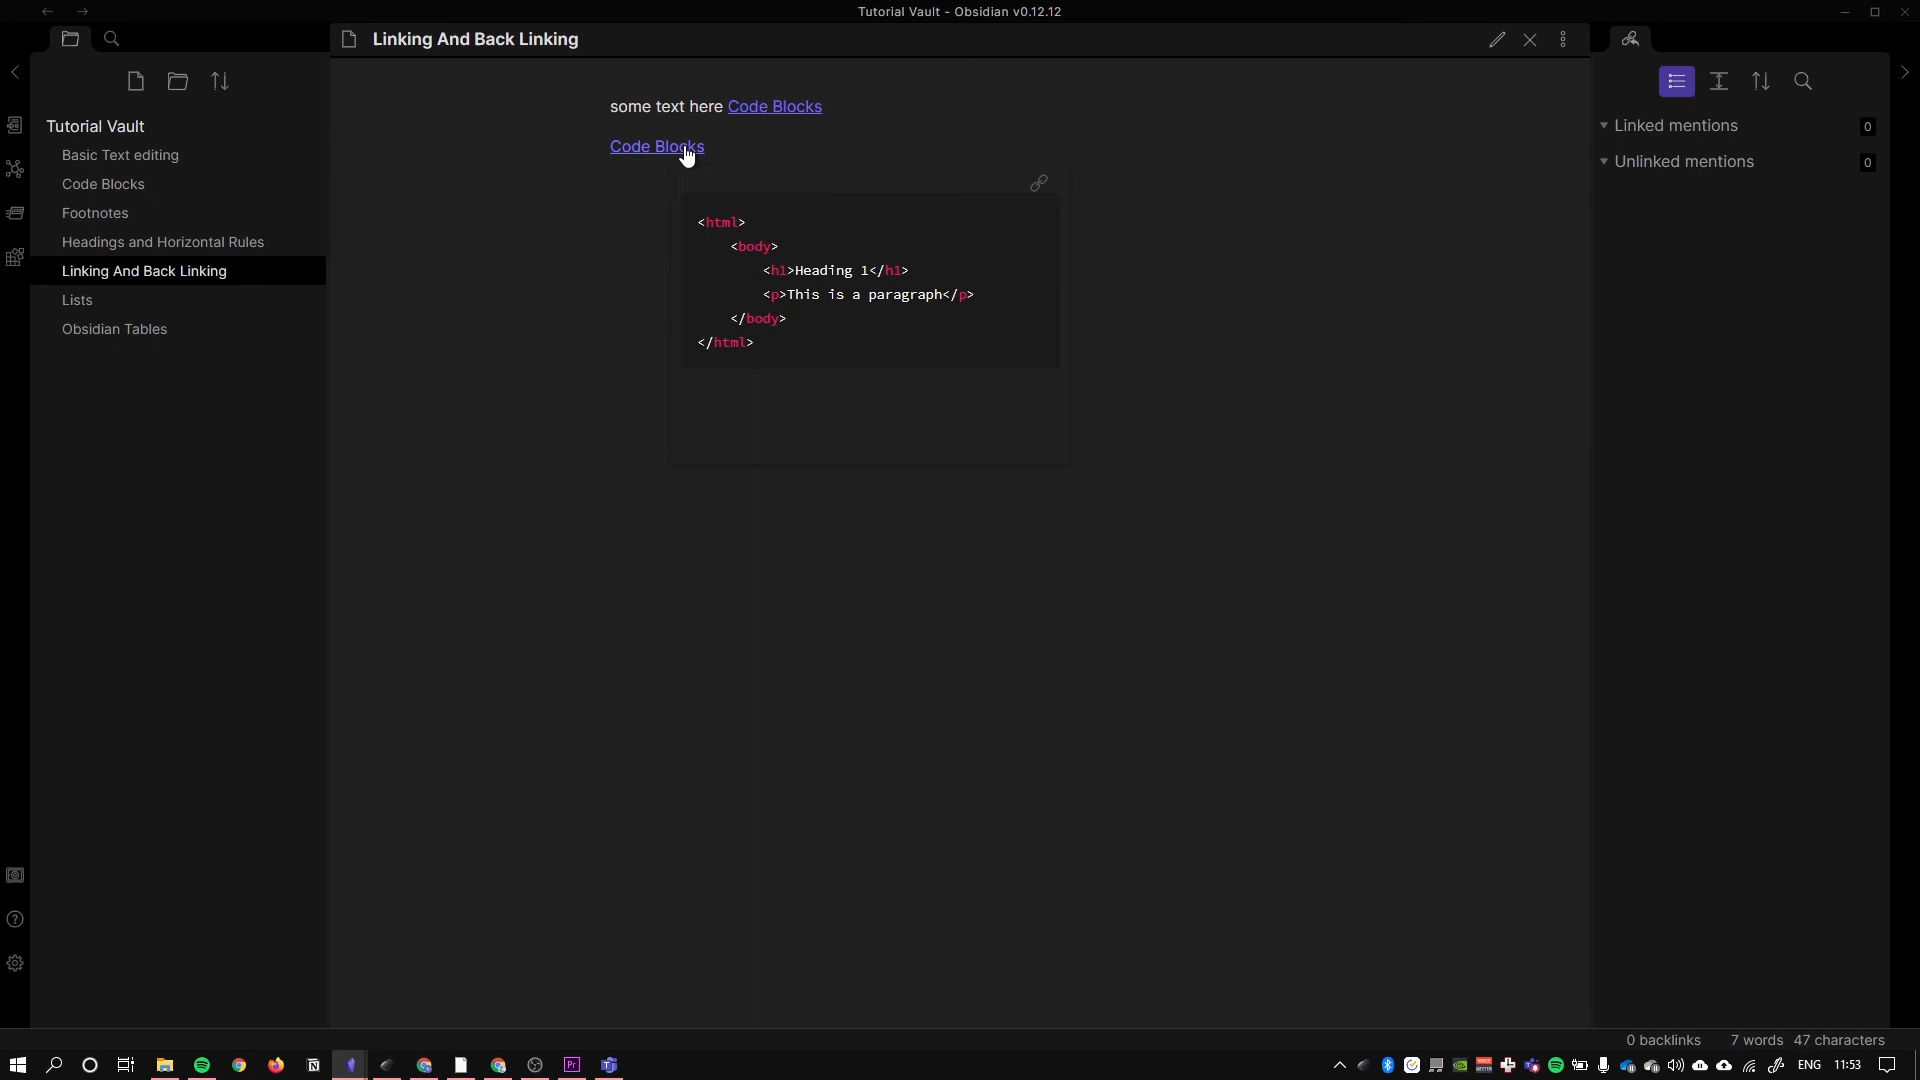 Tutorial Vault - Obsidian v0.12.12
Linking And Back Linking
Tutorial Vault
Basic Text editing
Code Blocks
Footnotes
Headings and Horizontal Rules
Linking And Back Linking
Lists
Obsidian Tables
some text here Code Blocks
Code Blocks
<html>
<body>
<h1>Heading 1</h1>
<p>This is a paragraph</p>
</body>
</html>
Linked mentions 0
Unlinked mentions 0
0 backlinks 7 words 47 characters
Pr
ENG 11:53